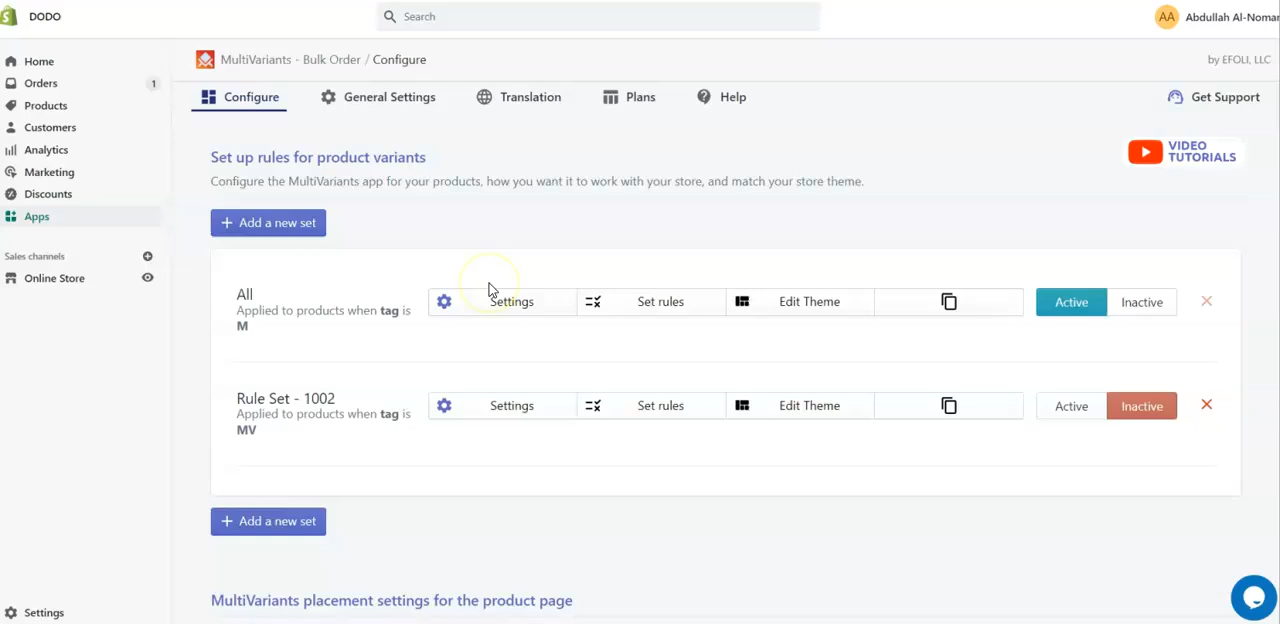 DODO
Search
AA
Abdullah Al-Noman
Home
Orders
1
Products
Customers
Analytics
Marketing
Discounts
Apps
Sales channels
Online Store
Settings
MultiVariants - Bulk Order / Configure
by EFOLI, LLC
Configure
General Settings
Translation
Plans
Help
Get Support
Set up rules for product variants
Configure the MultiVariants app for your products, how you want it to work with your store, and match your store theme.
VIDEO
TUTORIALS
+ Add a new set
All
Applied to products when tag is
M
Settings
Set rules
Edit Theme
Active
Inactive
Rule Set - 1002
Applied to products when tag is
MV
Settings
Set rules
Edit Theme
Active
Inactive
+ Add a new set
MultiVariants placement settings for the product page